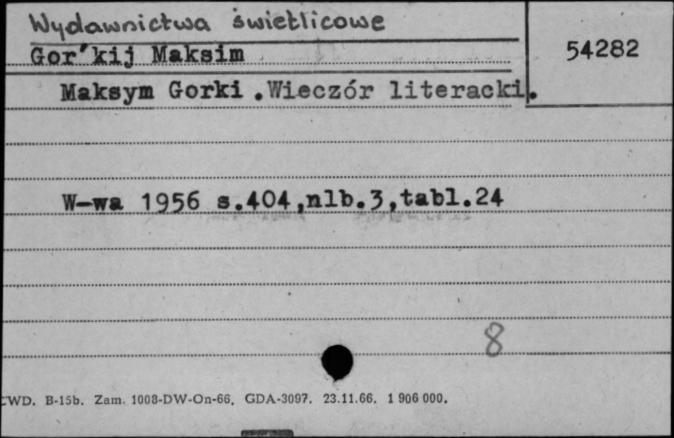 Wydawnictwa świetlicowe
Gor'kij Maksim
54282
Maksym Gorki.Wieczór literacki.
W-wa 1956 s.404,nlb.3,tabl.24
8
CWD. B-15b. Zam. 1008-DW-On-66. GDA-3097. 23.11.66. 1 906 000.